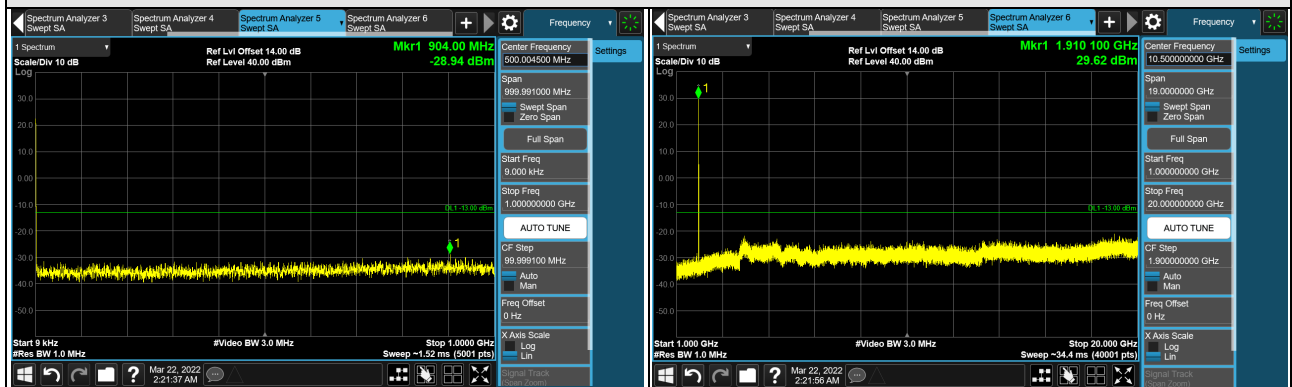 Spectrum Analyzer 3
Swept SA
Spectrum Analyzer 4
Swept SA
Spectrum Analyzer 5
Swept SA
Spectrum Analyzer 6
Swept SA
+
Frequency
1 Spectrum
Scale/Div 10 dB
Log
Ref Lvl Offset 14.00 dB
Ref Level 40.00 dBm
Mkr1 904.00 MHz
-28.94 dBm
30.0
20.0
10.0
0.00
-10.0
-20.0
-30.0
-40.0
-50.0
DL1 -13.00 dBm
1
Start 9 kHz
#Res BW 1.0 MHz
#Video BW 3.0 MHz
Stop 1.0000 GHz
Sweep ~1.52 ms (5001 pts)
Center Frequency
500.004500 MHz
Settings
Span
999.991000 MHz
Swept Span
Zero Span
Full Span
Start Freq
9.000 kHz
Stop Freq
1.000000000 GHz
AUTO TUNE
CF Step
99.999100 MHz
Auto
Man
Freq Offset
0 Hz
X Axis Scale
Log
Lin
Signal Track
(Span Zoom)
?
Mar 22, 2022
2:21:37 AM
Spectrum Analyzer 3
Swept SA
Spectrum Analyzer 4
Swept SA
Spectrum Analyzer 5
Swept SA
Spectrum Analyzer 6
Swept SA
+
Frequency
1 Spectrum
Scale/Div 10 dB
Log
Ref Lvl Offset 14.00 dB
Ref Level 40.00 dBm
Mkr1 1.910 100 GHz
29.62 dBm
30.0
20.0
10.0
0.00
-10.0
-20.0
-30.0
-40.0
-50.0
DL1 -13.00 dBm
1
Start 1.000 GHz
#Res BW 1.0 MHz
#Video BW 3.0 MHz
Stop 20.000 GHz
Sweep ~34.4 ms (40001 pts)
Center Frequency
10.500000000 GHz
Settings
Span
19.0000000 GHz
Swept Span
Zero Span
Full Span
Start Freq
1.000000000 GHz
Stop Freq
20.000000000 GHz
AUTO TUNE
CF Step
1.900000000 GHz
Auto
Man
Freq Offset
0 Hz
X Axis Scale
Log
Lin
Signal Track
(Span Zoom)
?
Mar 22, 2022
2:21:56 AM